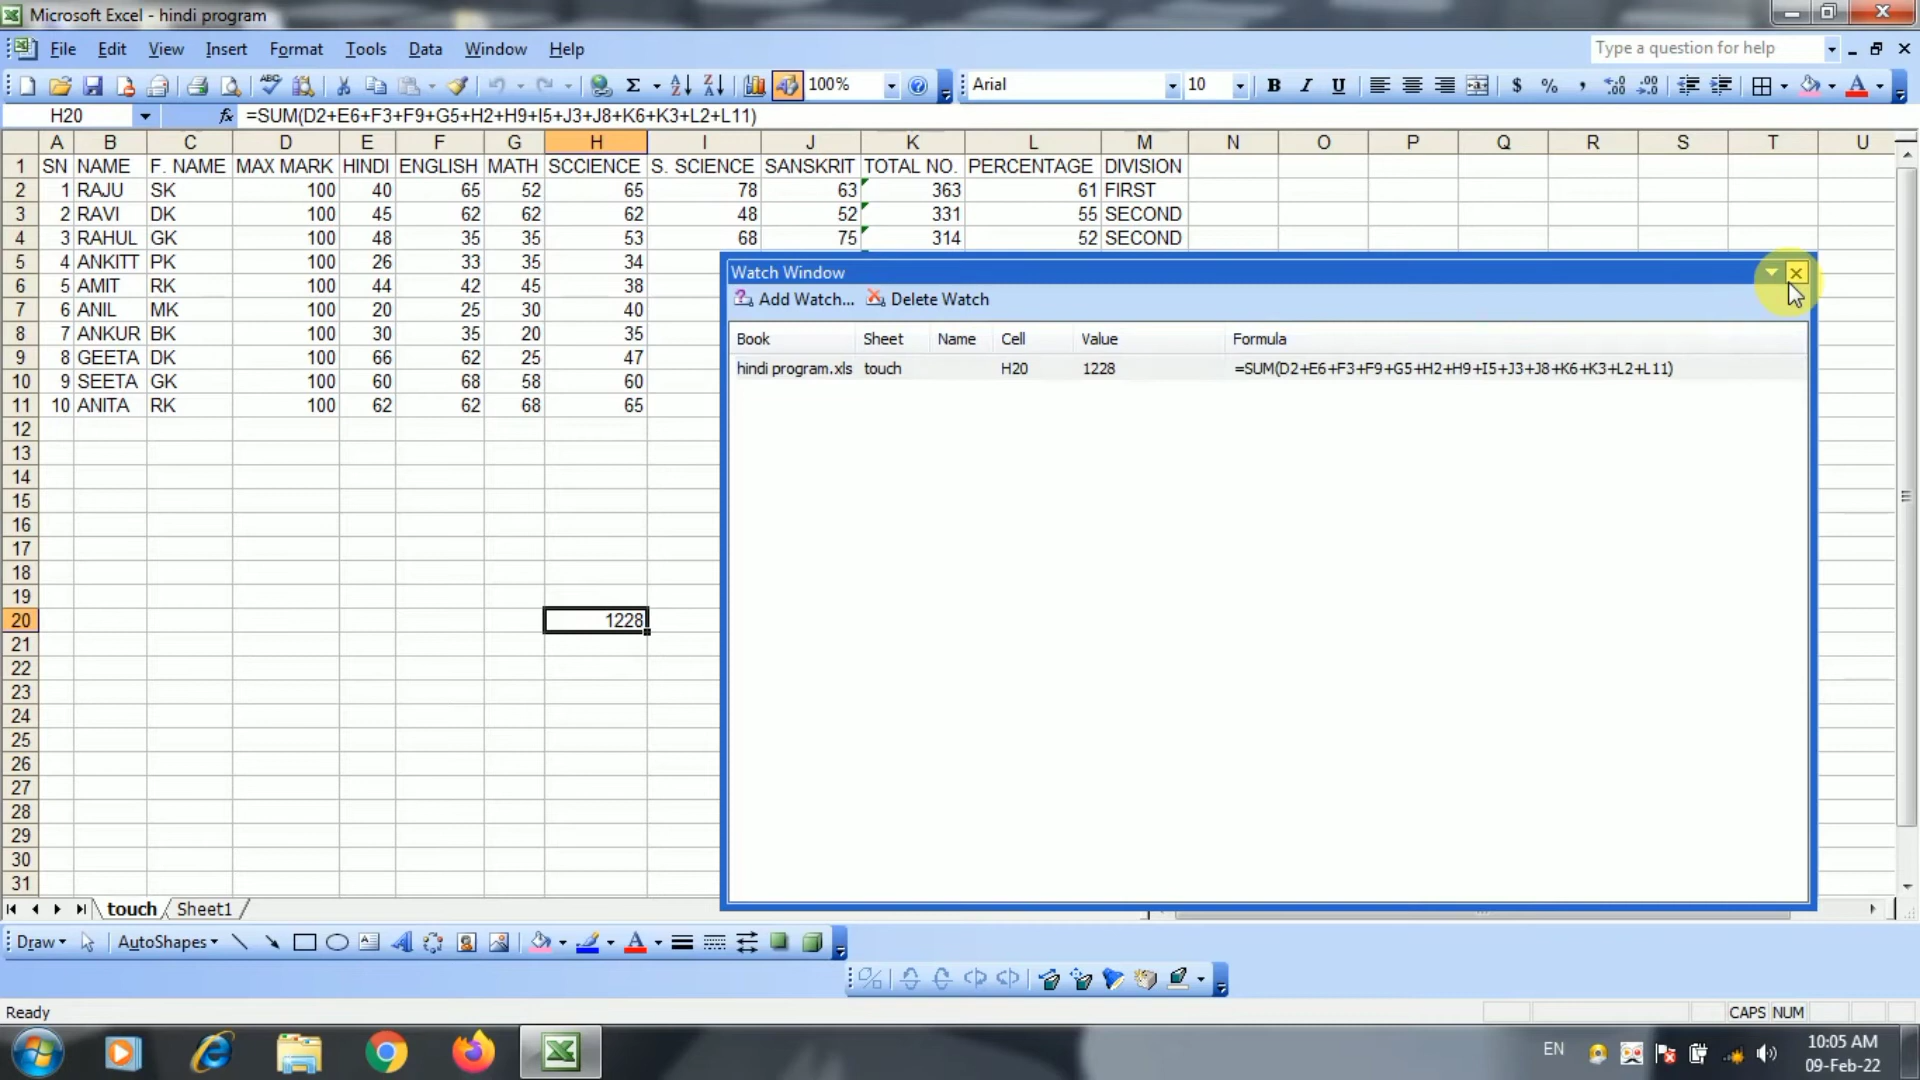 Microsoft Excel - hindi program
File Edit View Insert Format Tools Data Window Help Type a question for help
100% Arial 10 B I U $ % ,
H20 fx =SUM(D2+E6+F3+F9+G5+H2+H9+I5+J3+J8+K6+K3+L2+L11)
A B C D E F G H I J K L M N O P Q R S T U
1 SN NAME F. NAME MAX MARK HINDI ENGLISH MATH SCCIENCE S. SCIENCE SANSKRIT TOTAL NO. PERCENTAGE DIVISION
2 1 RAJU SK 100 40 65 52 65 78 63 363 61 FIRST
3 2 RAVI DK 100 45 62 62 62 48 52 331 55 SECOND
4 3 RAHUL GK 100 48 35 35 53 68 75 314 52 SECOND
5 4 ANKITT PK 100 26 33 35 34
6 5 AMIT RK 100 44 42 45 38
7 6 ANIL MK 100 20 25 30 40
8 7 ANKUR BK 100 30 35 20 35
9 8 GEETA DK 100 66 62 25 47
10 9 SEETA GK 100 60 68 58 60
11 10 ANITA RK 100 62 62 68 65
12
13
14
15
16
17
18
19
20 1228
21
22
23
24
25
26
27
28
29
30
31
Watch Window
Add Watch... Delete Watch
Book Sheet Name Cell Value Formula
hindi program.xls touch H20 1228 =SUM(D2+E6+F3+F9+G5+H2+H9+I5+J3+J8+K6+K3+L2+L11)
touch Sheet1
Draw AutoShapes
Ready CAPS NUM
EN 10:05 AM
09-Feb-22